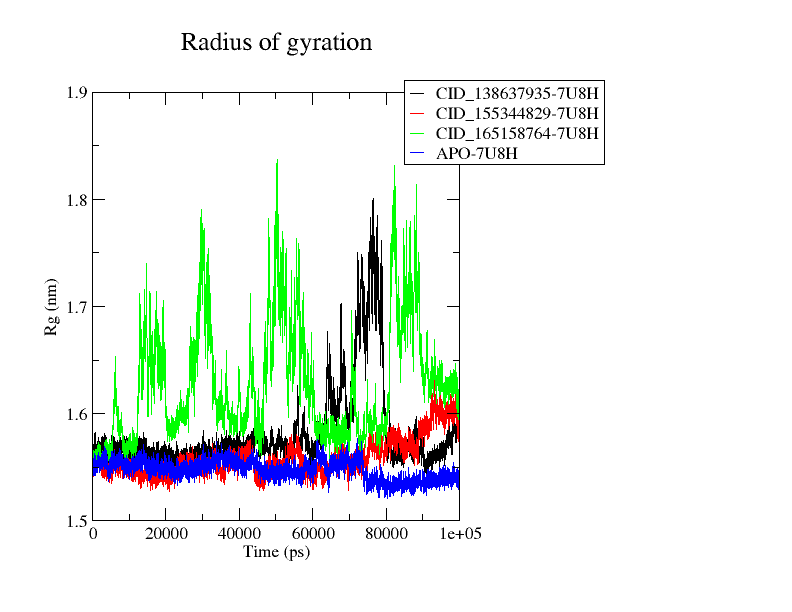 Radius of gyration
CID_138637935-7U8H
CID_155344829-7U8H
CID_165158764-7U8H
APO-7U8H
1.9
1.8
1.7
1.6
1.5
Rg (nm)
0
20000
40000
60000
80000
1e+05
Time (ps)